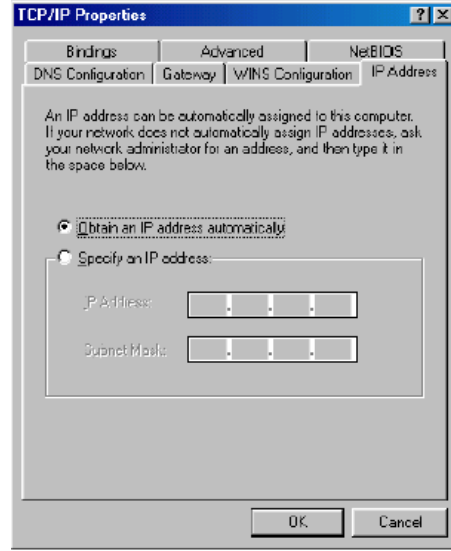 TCP/IP Properties
Bindings Advanced NetBIOS
DNS Configuration Gateway WINS Configuration IP Address
An IP address can be automatically assigned to this computer.
If your network does not automatically assign IP addresses, ask
your network administrator for an address, and then type it in
the space below.
Obtain an IP address automatically
Specify an IP address:
IP Address:
Subnet Mask:
OK Cancel